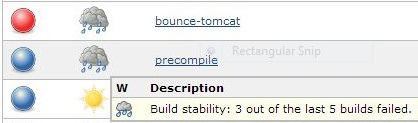 bounce-tomcat
Rectangular Snip
precompile
W Description
Build stability: 3 out of the last 5 builds failed.